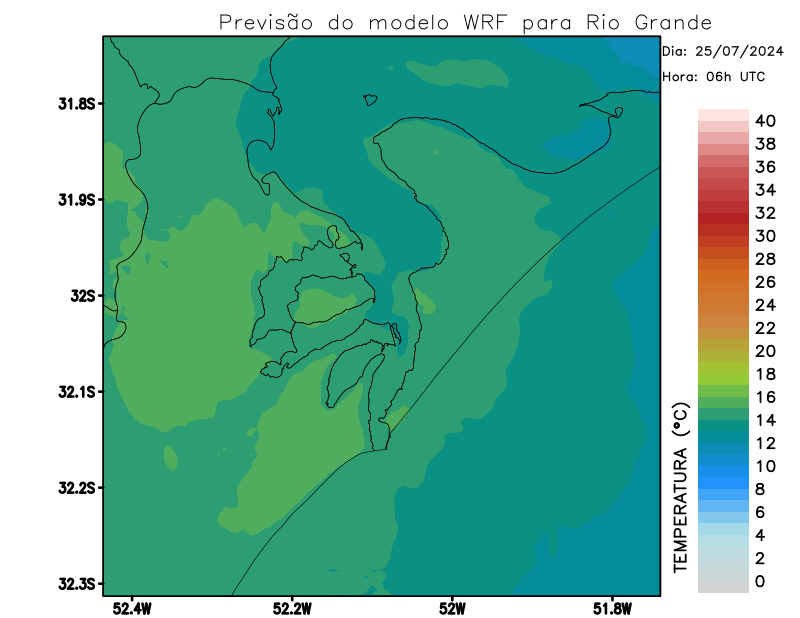 Previsão do modelo WRF para Rio Grande
Dia: 25/07/2024
Hora: 06h UTC
31.8S
31.9S
32S
32.1S
32.2S
32.3S
52.4W
52.2W
52W
51.8W
TEMPERATURA (°C)
40
38
36
34
32
30
28
26
24
22
20
18
16
14
12
10
8
6
4
2
0